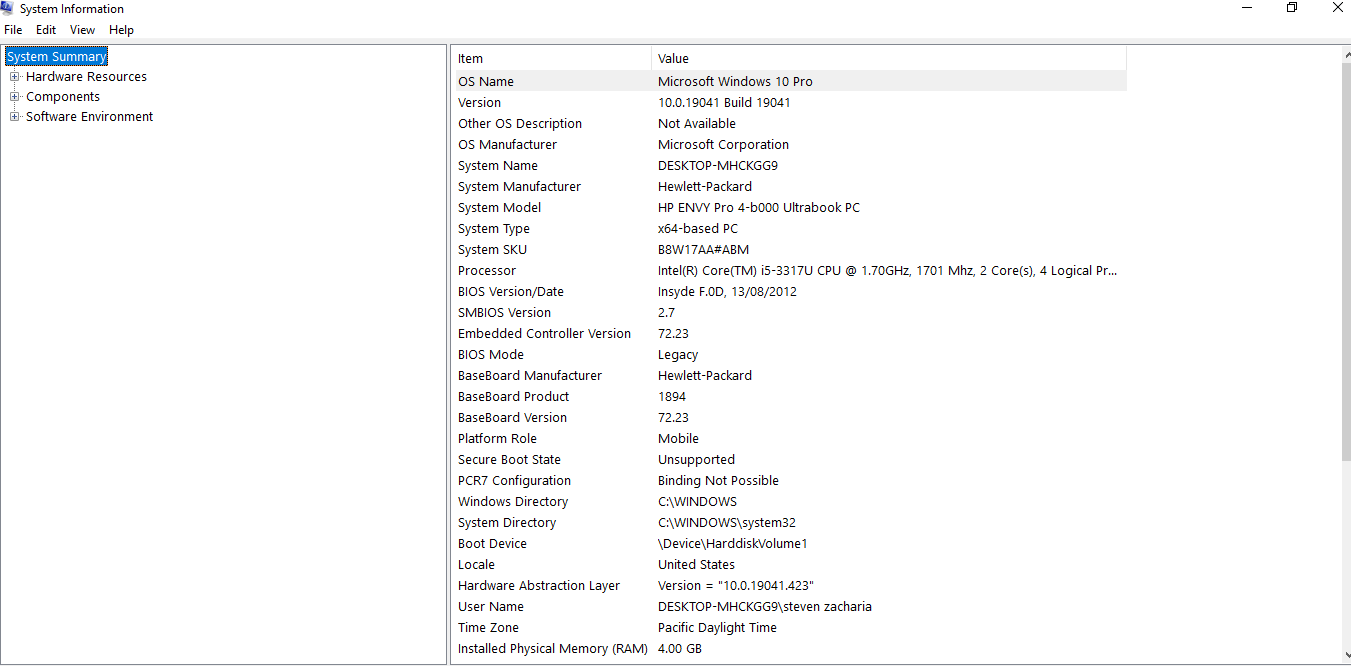 System Information
File Edit View Help
System Summary
Hardware Resources
Components
Software Environment
Item Value
OS Name Microsoft Windows 10 Pro
Version 10.0.19041 Build 19041
Other OS Description Not Available
OS Manufacturer Microsoft Corporation
System Name DESKTOP-MHCKGG9
System Manufacturer Hewlett-Packard
System Model HP ENVY Pro 4-b000 Ultrabook PC
System Type x64-based PC
System SKU B8W17AA#ABM
Processor Intel(R) Core(TM) i5-3317U CPU @ 1.70GHz, 1701 Mhz, 2 Core(s), 4 Logical Pr...
BIOS Version/Date Insyde F.0D, 13/08/2012
SMBIOS Version 2.7
Embedded Controller Version 72.23
BIOS Mode Legacy
BaseBoard Manufacturer Hewlett-Packard
BaseBoard Product 1894
BaseBoard Version 72.23
Platform Role Mobile
Secure Boot State Unsupported
PCR7 Configuration Binding Not Possible
Windows Directory C:\WINDOWS
System Directory C:\WINDOWS\system32
Boot Device \Device\HarddiskVolume1
Locale United States
Hardware Abstraction Layer Version = "10.0.19041.423"
User Name DESKTOP-MHCKGG9\steven zacharia
Time Zone Pacific Daylight Time
Installed Physical Memory (RAM) 4.00 GB